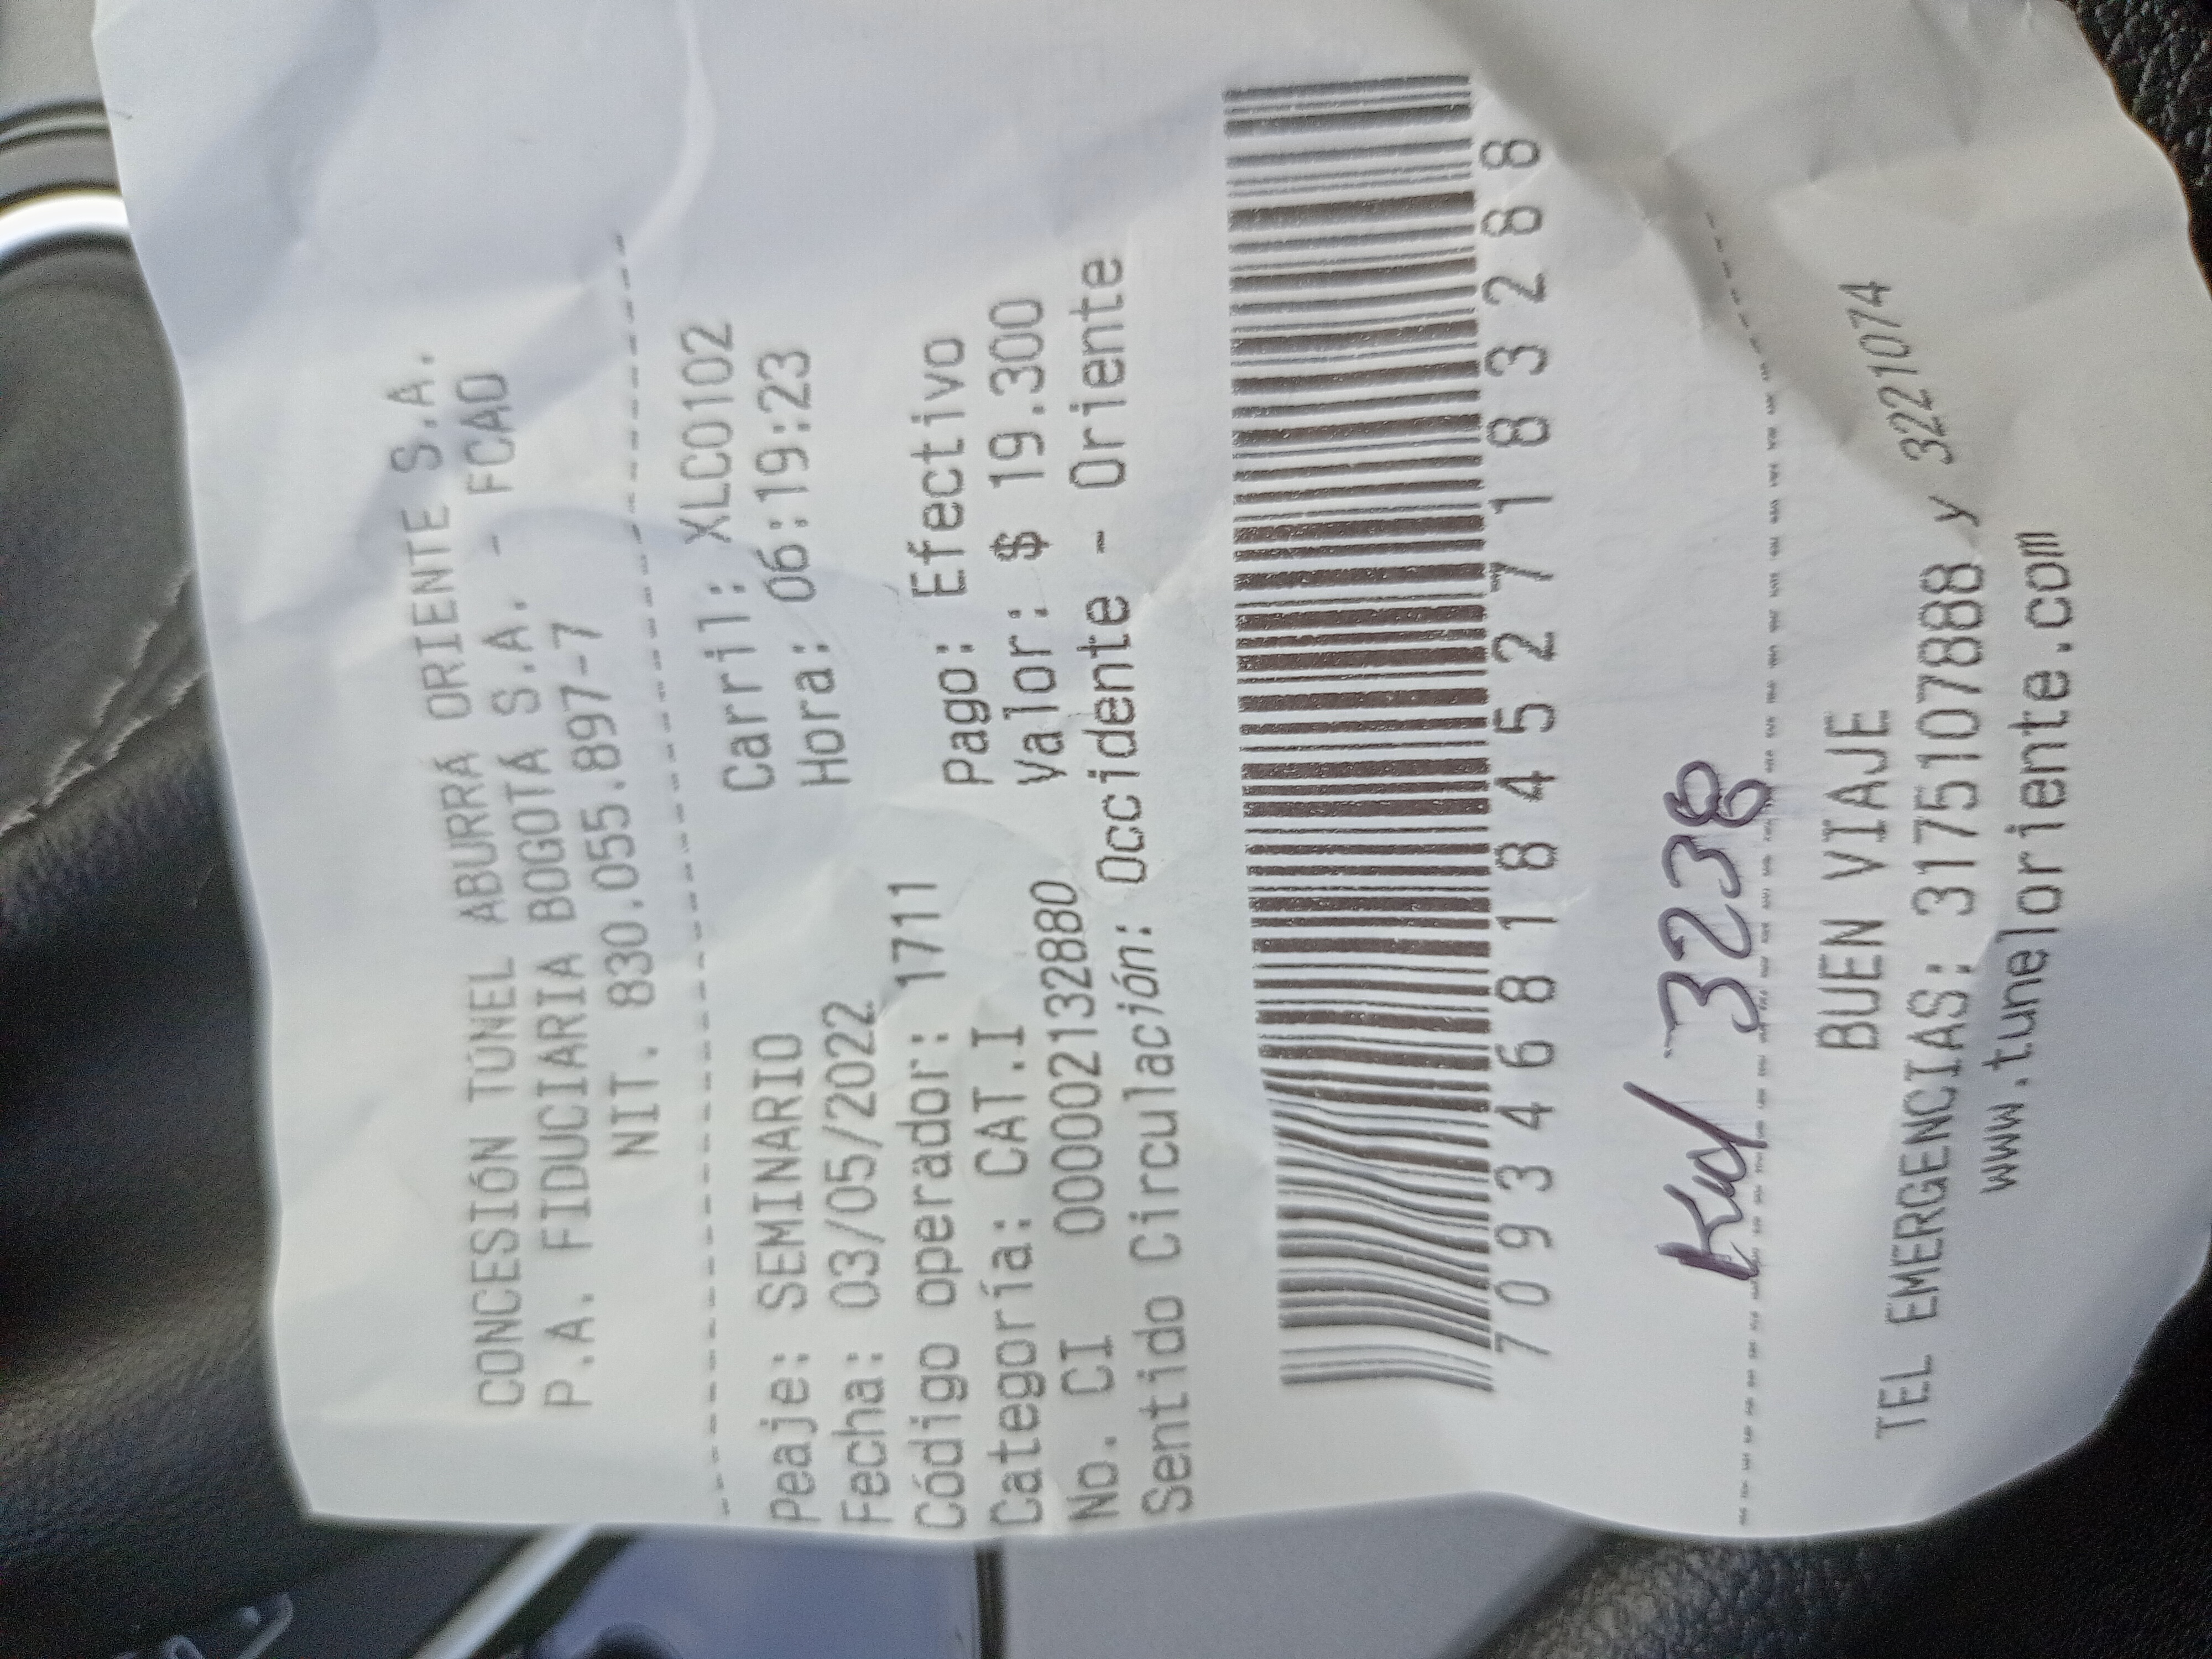 CONCESIÓN TÚNEL ABURRÁ ORIENTE S.A.
P.A. FIDUCIARIA BOGOTÁ S.A. - FCAO
NIT. 830.055.897-7
Peaje: SEMINARIO Carril: XLC0102
Fecha: 03/05/2022 Hora: 06:19:23
Código operador: 1711
Categoría: CAT.I Pago: Efectivo
No. CI 000002132880 Valor: $ 19.300
Sentido Circulación: Occidente - Oriente
7093468184527183288
3238
BUEN VIAJE
TEL EMERGENCIAS: 3175107888 y 3221074
www.tuneloriente.com